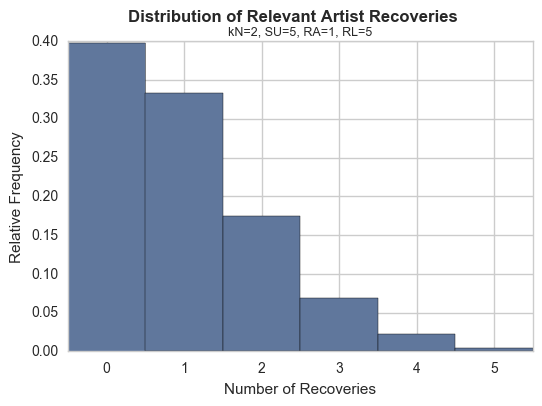 Distribution of Relevant Artist Recoveries
kN=2, SU=5, RA=1, RL=5
0.40
0.35
0.30
0.25
0.20
0.15
0.10
0.05
0.00
Relative Frequency
0 1 2 3 4 5
Number of Recoveries